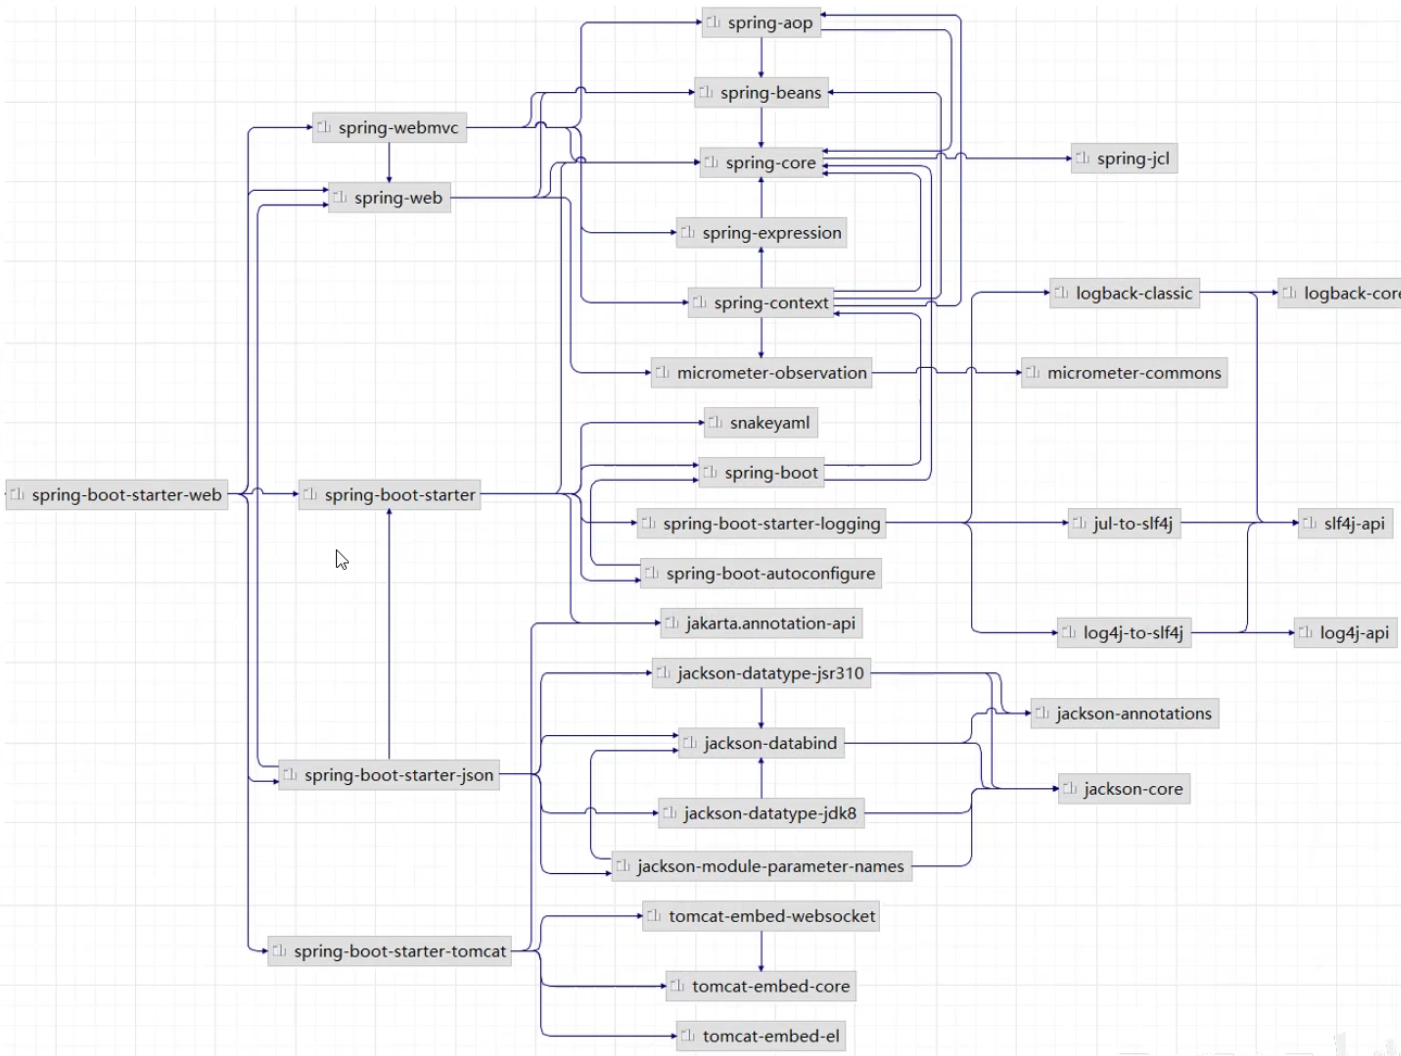 spring-aop
spring-beans
spring-webmvc
spring-core
spring-jcl
spring-web
spring-expression
spring-context
logback-classic
logback-core
micrometer-observation
micrometer-commons
snakeyaml
spring-boot
spring-boot-starter-web
spring-boot-starter
spring-boot-starter-logging
jul-to-slf4j
slf4j-api
spring-boot-autoconfigure
jakarta.annotation-api
log4j-to-slf4j
log4j-api
jackson-datatype-jsr310
jackson-annotations
jackson-databind
spring-boot-starter-json
jackson-core
jackson-datatype-jdk8
jackson-module-parameter-names
tomcat-embed-websocket
spring-boot-starter-tomcat
tomcat-embed-core
tomcat-embed-el